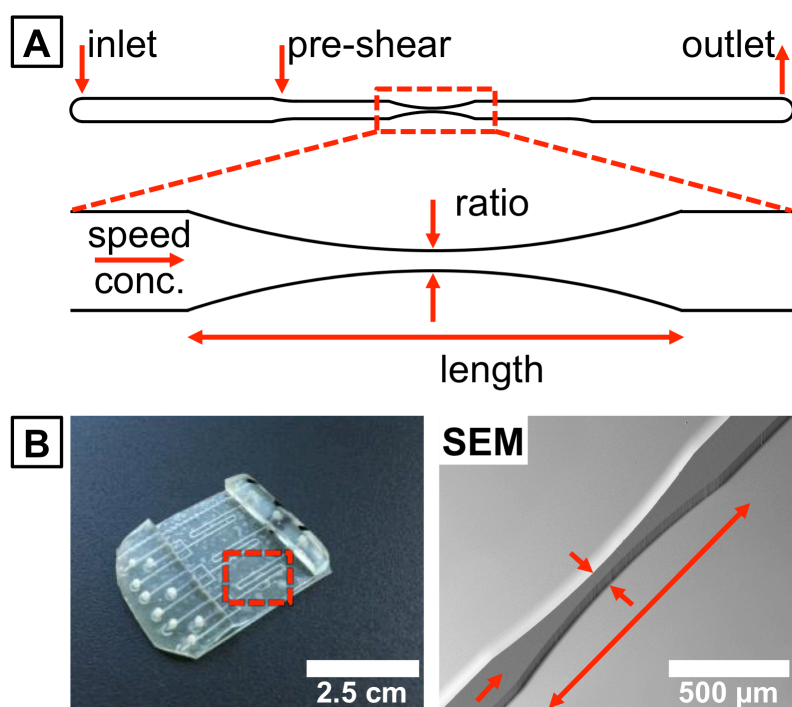 A
inlet
pre-shear
outlet
ratio
speed
conc.
length
B
SEM
2.5 cm
500 µm